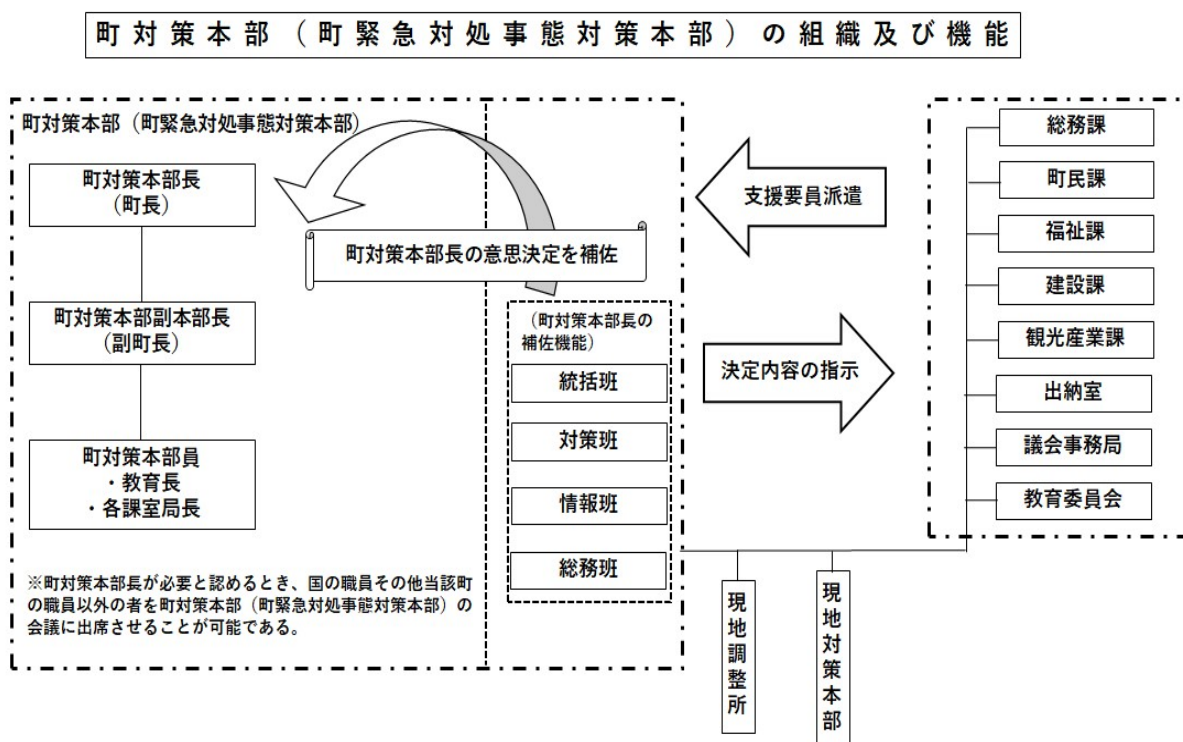 町対策本部（町緊急対処事態対策本部）の組織及び機能
町対策本部（町緊急対処事態対策本部）
町対策本部長
（町長）
町対策本部副本部長
（副町長）
町対策本部員
・教育長
・各課室局長
※町対策本部長が必要と認めるとき、国の職員その他当該町
の職員以外の者を町対策本部（町緊急対処事態対策本部）の
会議に出席させることが可能である。
町対策本部長の意思決定を補佐
（町対策本部長の
補佐機能）
統括班
対策班
情報班
総務班
支援要員派遣
決定内容の指示
総務課
町民課
福祉課
建設課
観光産業課
出納室
議会事務局
教育委員会
現地調整所
現地対策本部